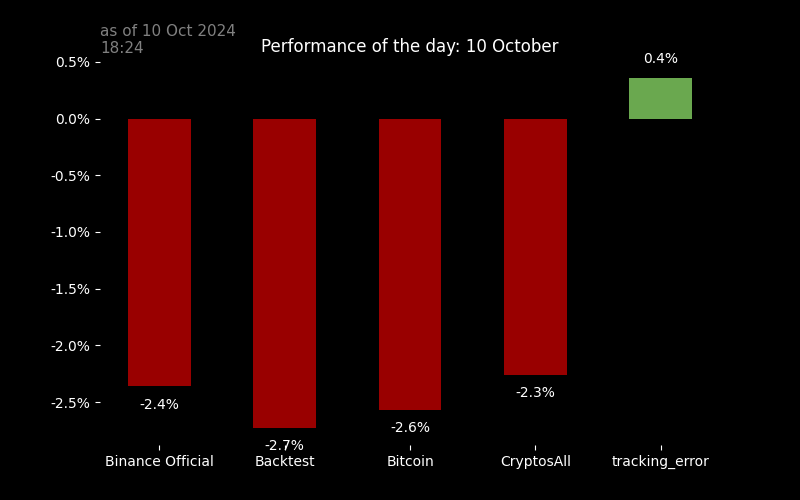 as of 10 Oct 2024
18:24
Performance of the day: 10 October
0.5%
0.0%
-0.5%
-1.0%
-1.5%
-2.0%
-2.5%
0.4%
-2.4%
-2.7%
-2.6%
-2.3%
Binance Official
Backtest
Bitcoin
CryptosAll
tracking_error